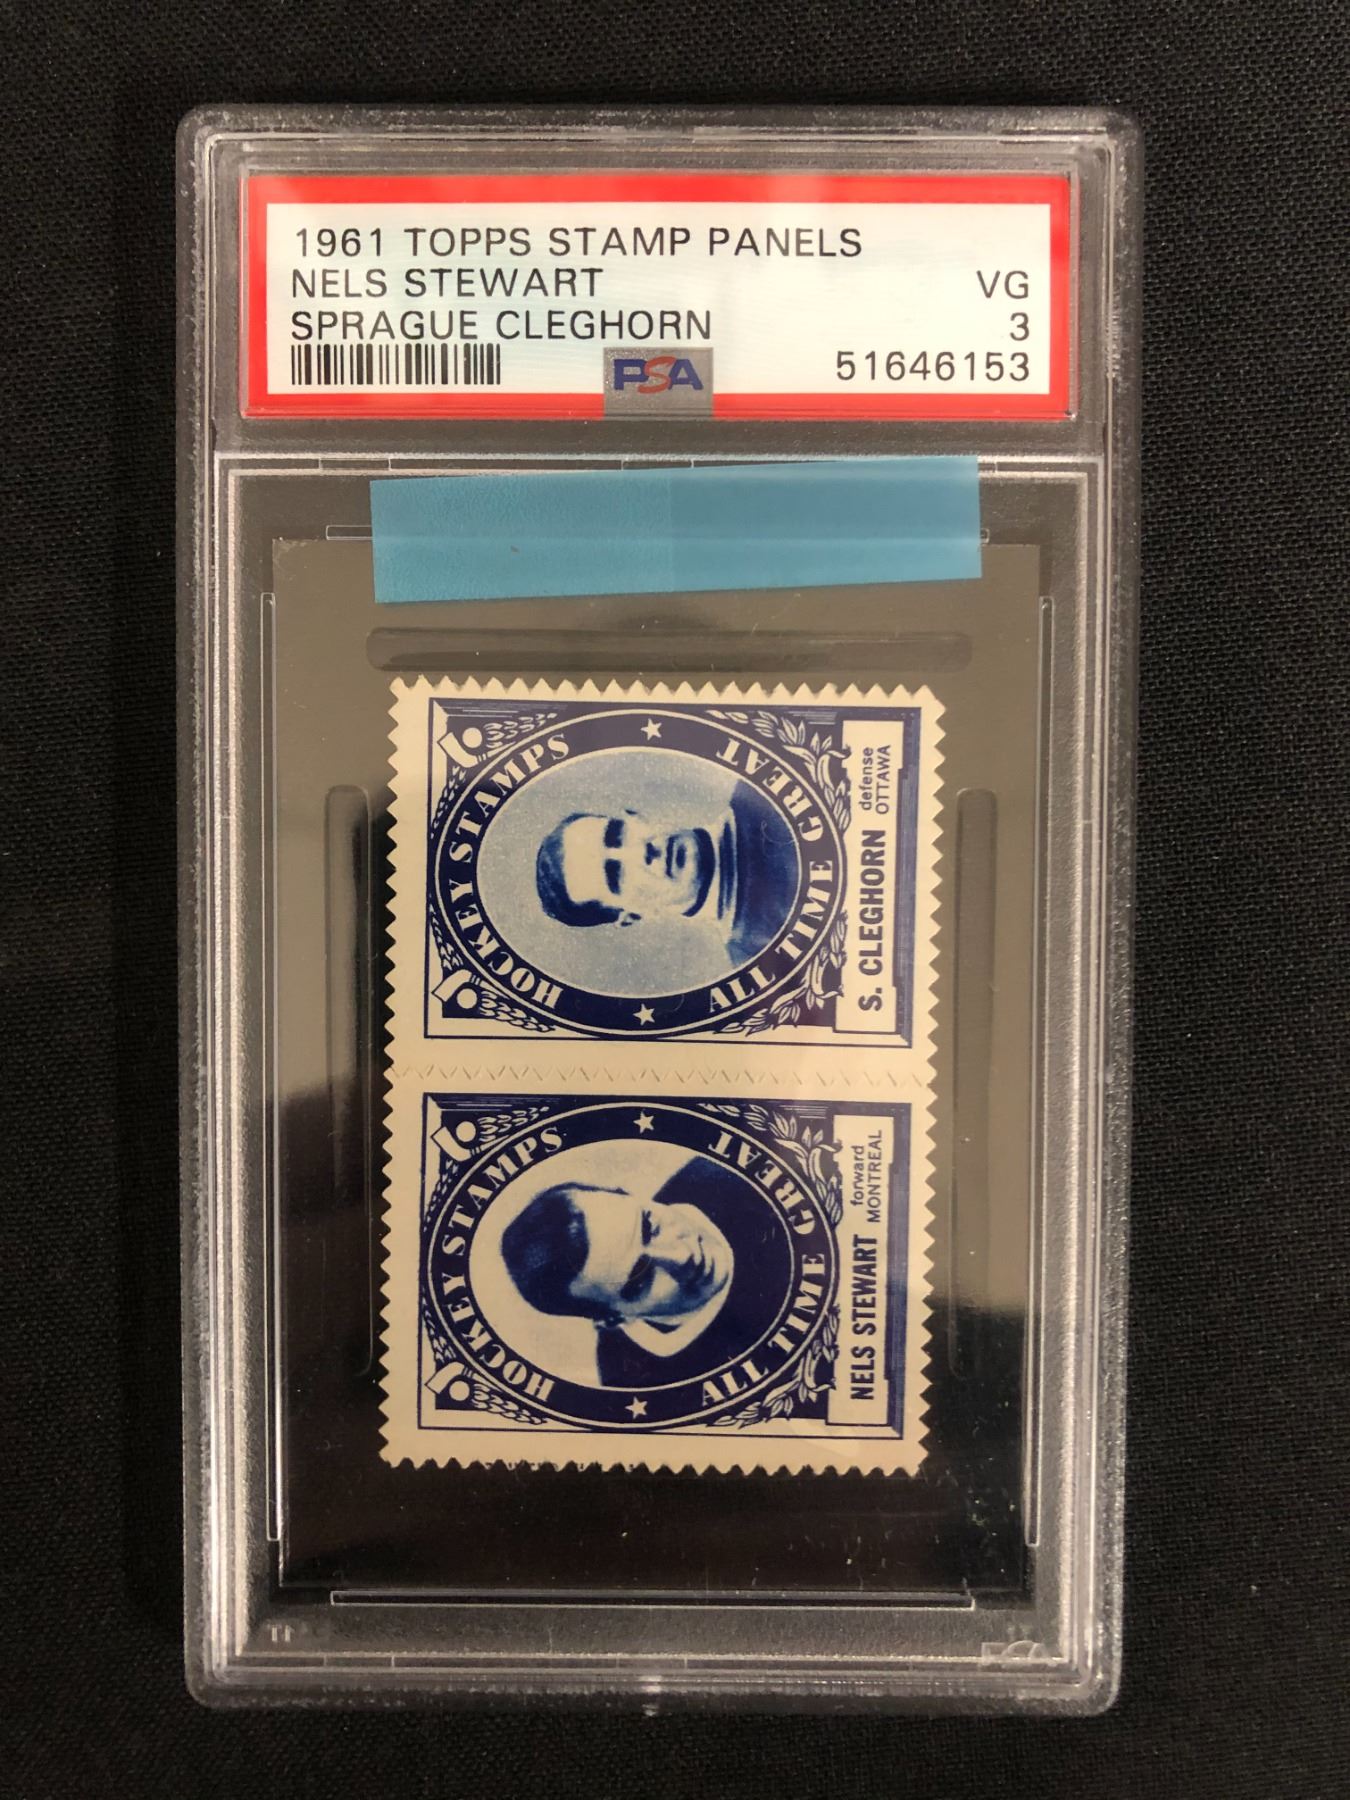 1961 TOPPS STAMP PANELS
NELS STEWART VG
SPRAGUE CLEGHORN 3
PSA 51646153
HOCKEY STAMPS
ALL TIME GREAT
S. CLEGHORN defense
OTTAWA
HOCKEY STAMPS
ALL TIME GREAT
NELS STEWART forward
MONTREAL